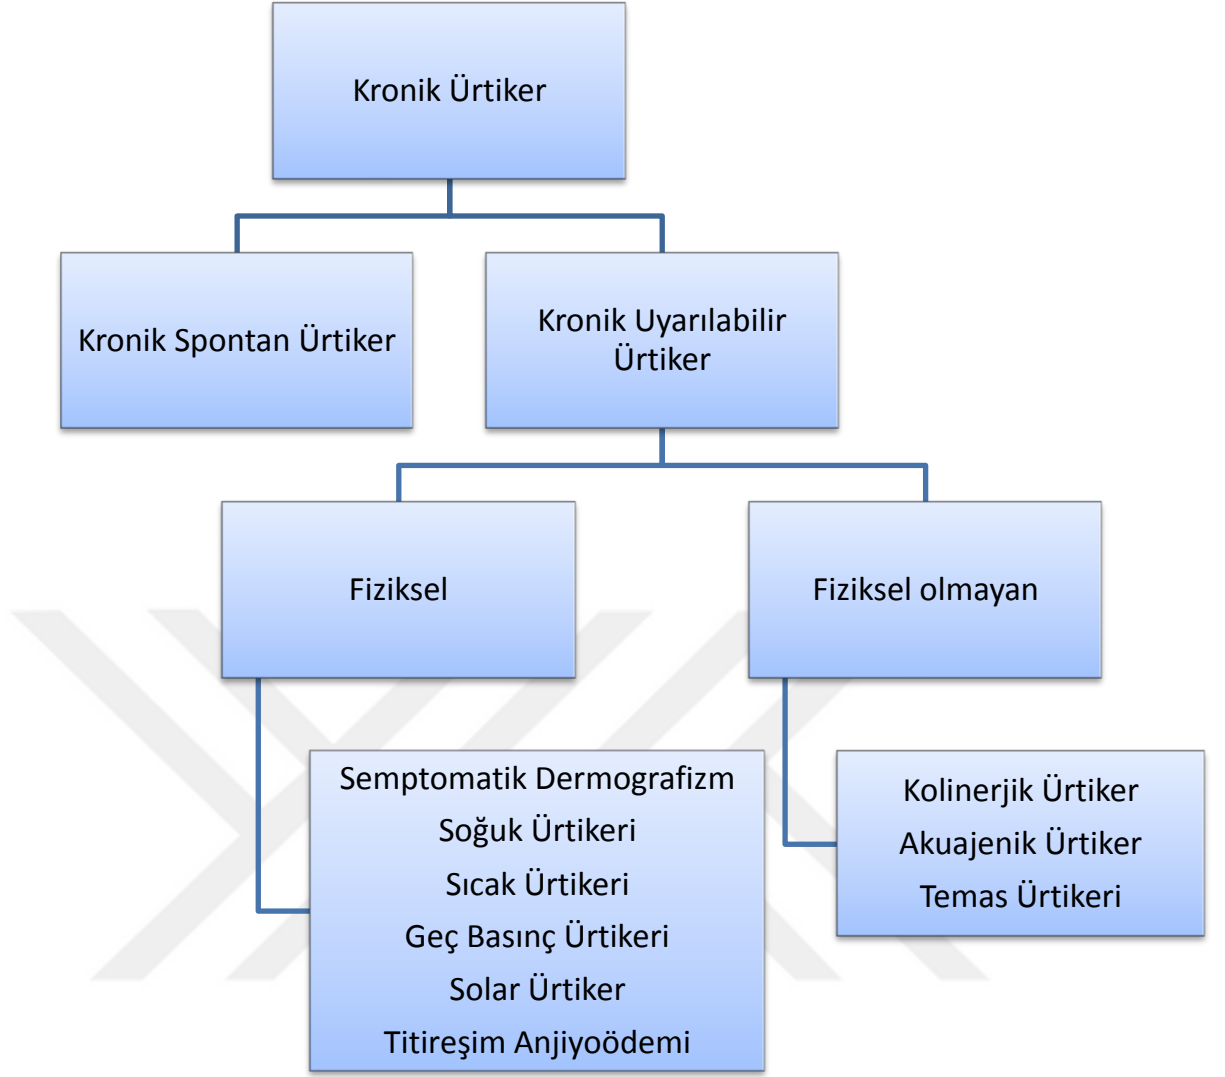 Kronik Ürtiker
Kronik Spontan Ürtiker
Kronik Uyarılabilir
Ürtiker
Fiziksel
Fiziksel olmayan
Semptomatik Dermografizm
Soğuk Ürtikeri
Sıcak Ürtikeri
Geç Basınç Ürtikeri
Solar Ürtiker
Titireşim Anjiyoödemi
Kolinerjik Ürtiker
Akuajenik Ürtiker
Temas Ürtikeri